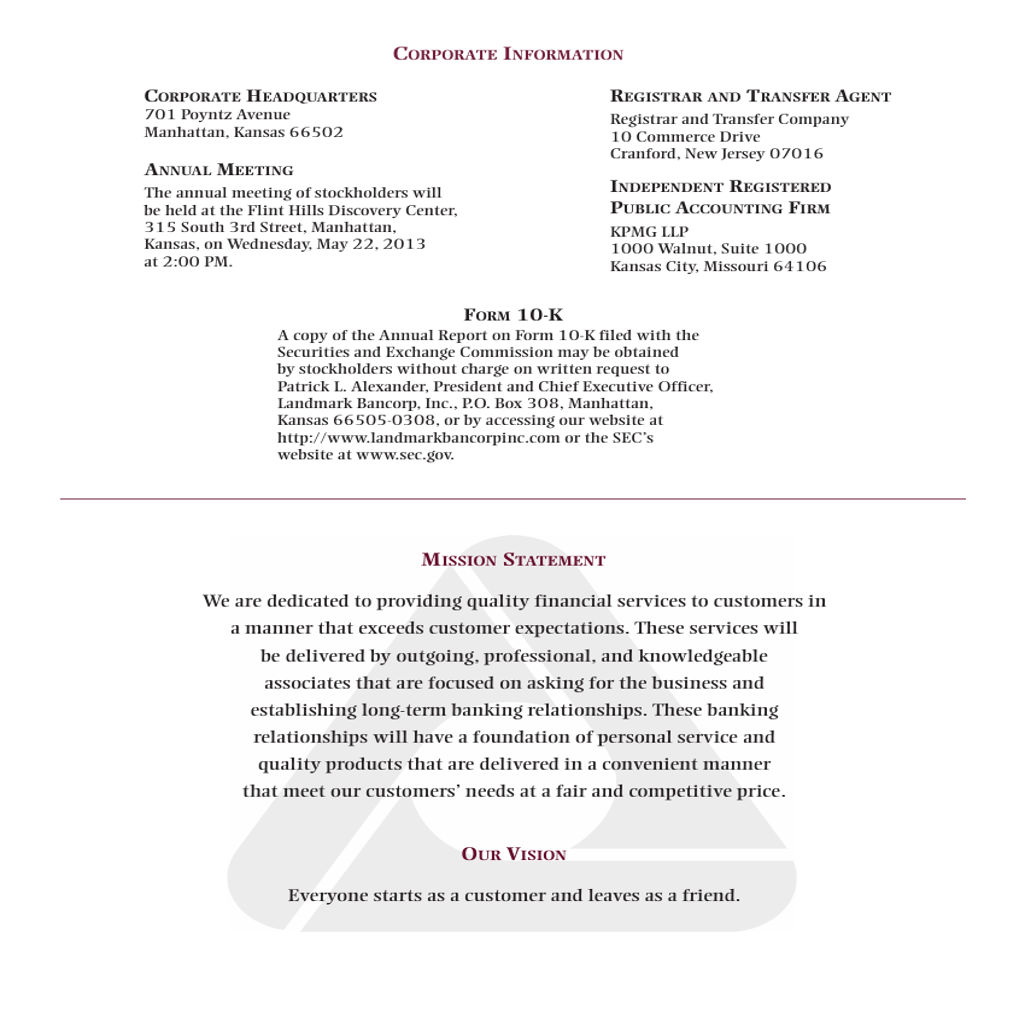 Corporate Information
Corporate Headquarters
701 Poyntz Avenue
Manhattan, Kansas 66502
Annual Meeting
The annual meeting of stockholders will
be held at the Flint Hills Discovery Center,
315 South 3rd Street, Manhattan,
Kansas, on Wednesday, May 22, 2013
at 2:00 PM.
Registrar and Transfer Agent
Registrar and Transfer Company
10 Commerce Drive
Cranford, New Jersey 07016
Independent Registered
Public Accounting Firm
KPMG LLP
1000 Walnut, Suite 1000
Kansas City, Missouri 64106
Form 10-K
A copy of the Annual Report on Form 10-K filed with the
Securities and Exchange Commission may be obtained
by stockholders without charge on written request to
Patrick L. Alexander, President and Chief Executive Officer,
Landmark Bancorp, Inc., P.O. Box 308, Manhattan,
Kansas 66505-0308, or by accessing our website at
http://www.landmarkbancorpinc.com or the SEC's
website at www.sec.gov.
Mission Statement
We are dedicated to providing quality financial services to customers in
a manner that exceeds customer expectations. These services will
be delivered by outgoing, professional, and knowledgeable
associates that are focused on asking for the business and
establishing long-term banking relationships. These banking
relationships will have a foundation of personal service and
quality products that are delivered in a convenient manner
that meet our customers' needs at a fair and competitive price.
Our Vision
Everyone starts as a customer and leaves as a friend.